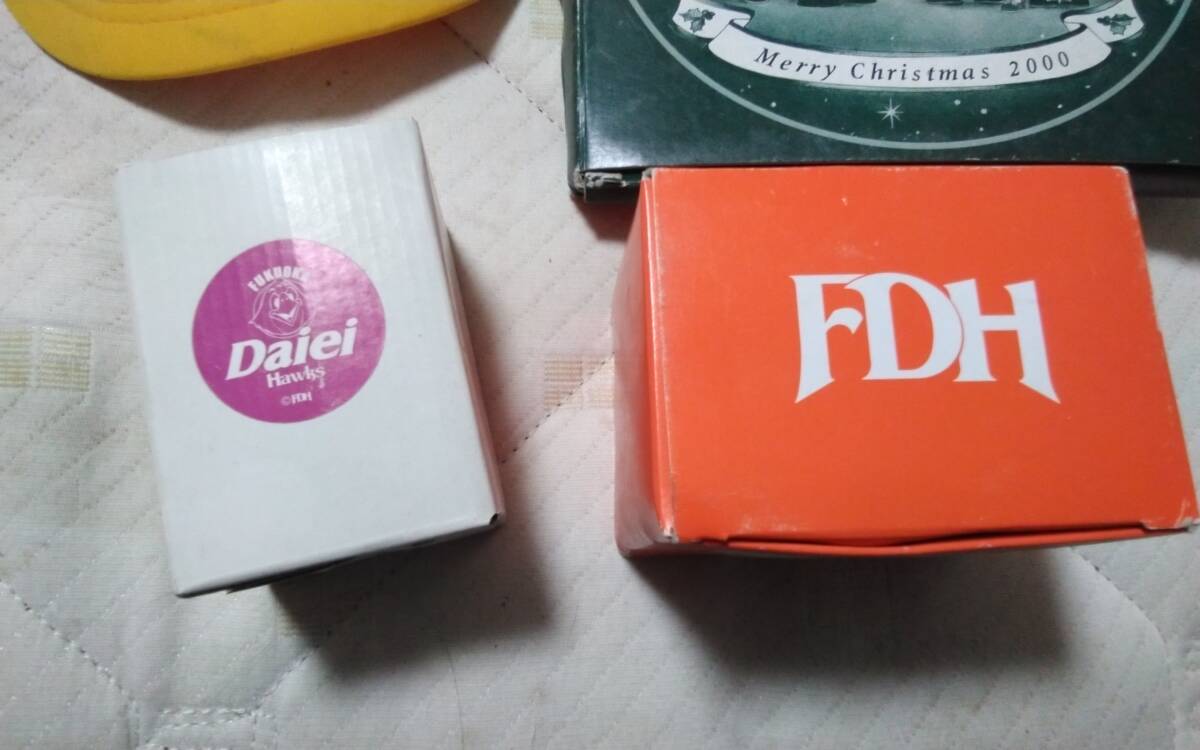 Merry Christmas 2000
FUKUOKA
Daiei
Hawks
©FDH
FDH